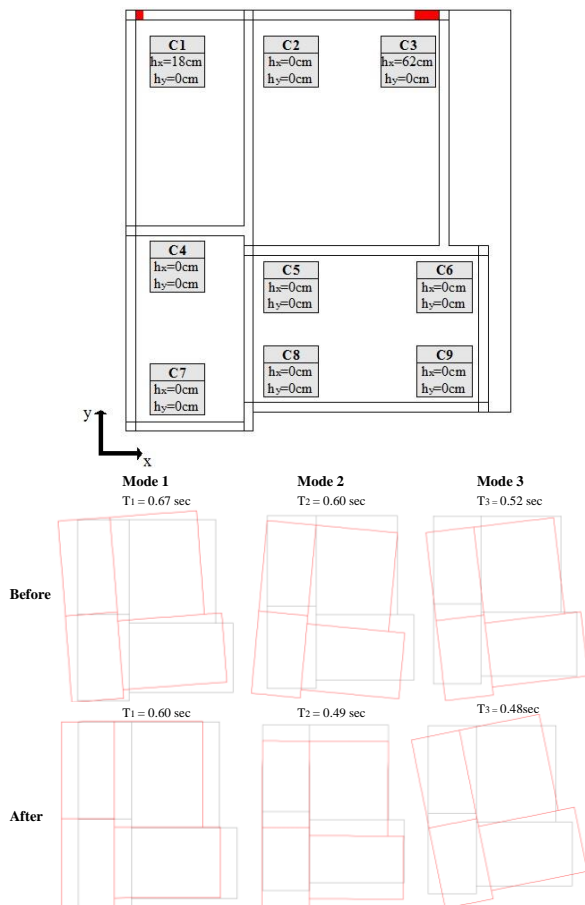 C1 C2 C3
hx=18cm hx=0cm hx=62cm
hy=0cm hy=0cm hy=0cm
C4
hx=0cm
hy=0cm
C5 C6
hx=0cm hx=0cm
hy=0cm hy=0cm
C8 C9
hx=0cm hx=0cm
hy=0cm hy=0cm
C7
hx=0cm
hy=0cm
y
x
Mode 1 Mode 2 Mode 3
T1 = 0.67 sec T2 = 0.60 sec T3 = 0.52 sec
Before
T1 = 0.60 sec T2 = 0.49 sec T3 = 0.48sec
After